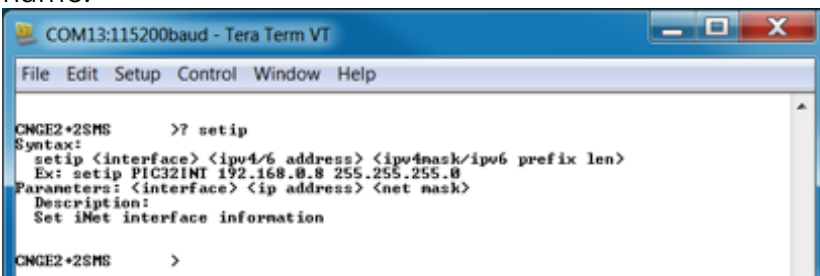 name.
COM13:115200baud - Tera Term VT
File Edit Setup Control Window Help
CNGE2+2SMS >? setip
Syntax:
setip <interface> <ipv4/6 address> <ipv4mask/ipv6 prefix len>
Ex: setip PIC32INT 192.168.0.8 255.255.255.0
Parameters: <interface> <ip address> <net mask>
Description:
Set iNet interface information
CNGE2+2SMS >